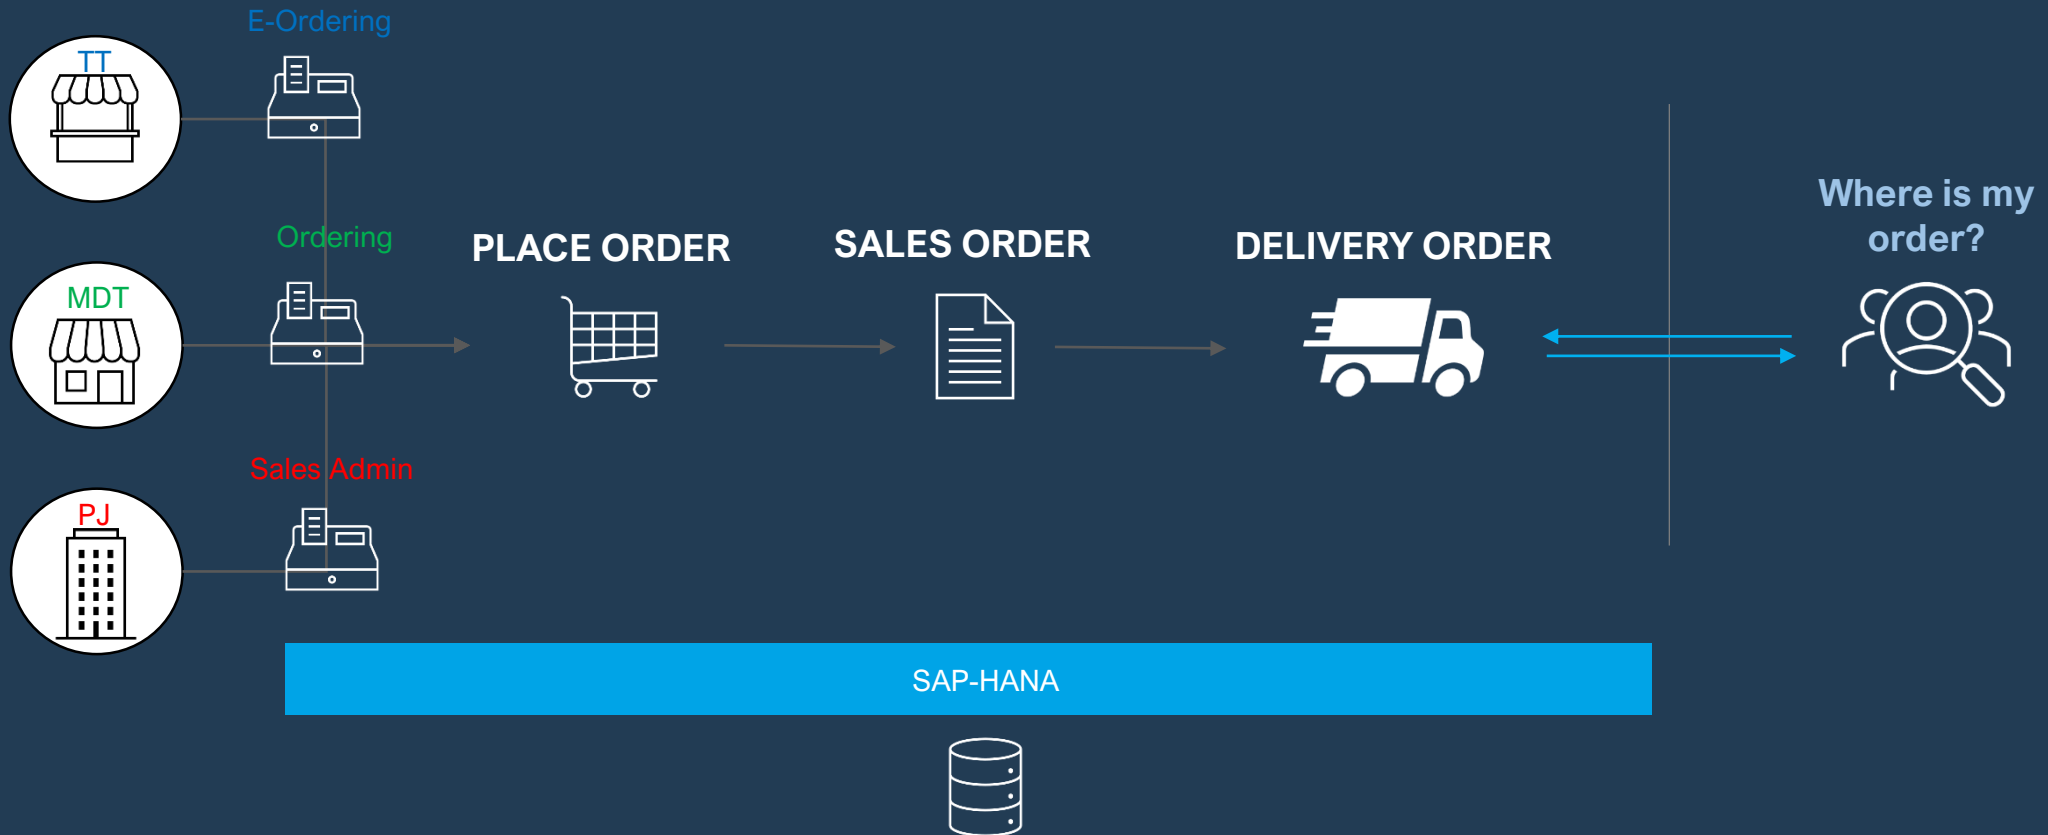 E-Ordering
TT
Ordering
MDT
Sales Admin
PJ
PLACE ORDER
SALES ORDER
DELIVERY ORDER
Where is my
order?
SAP-HANA